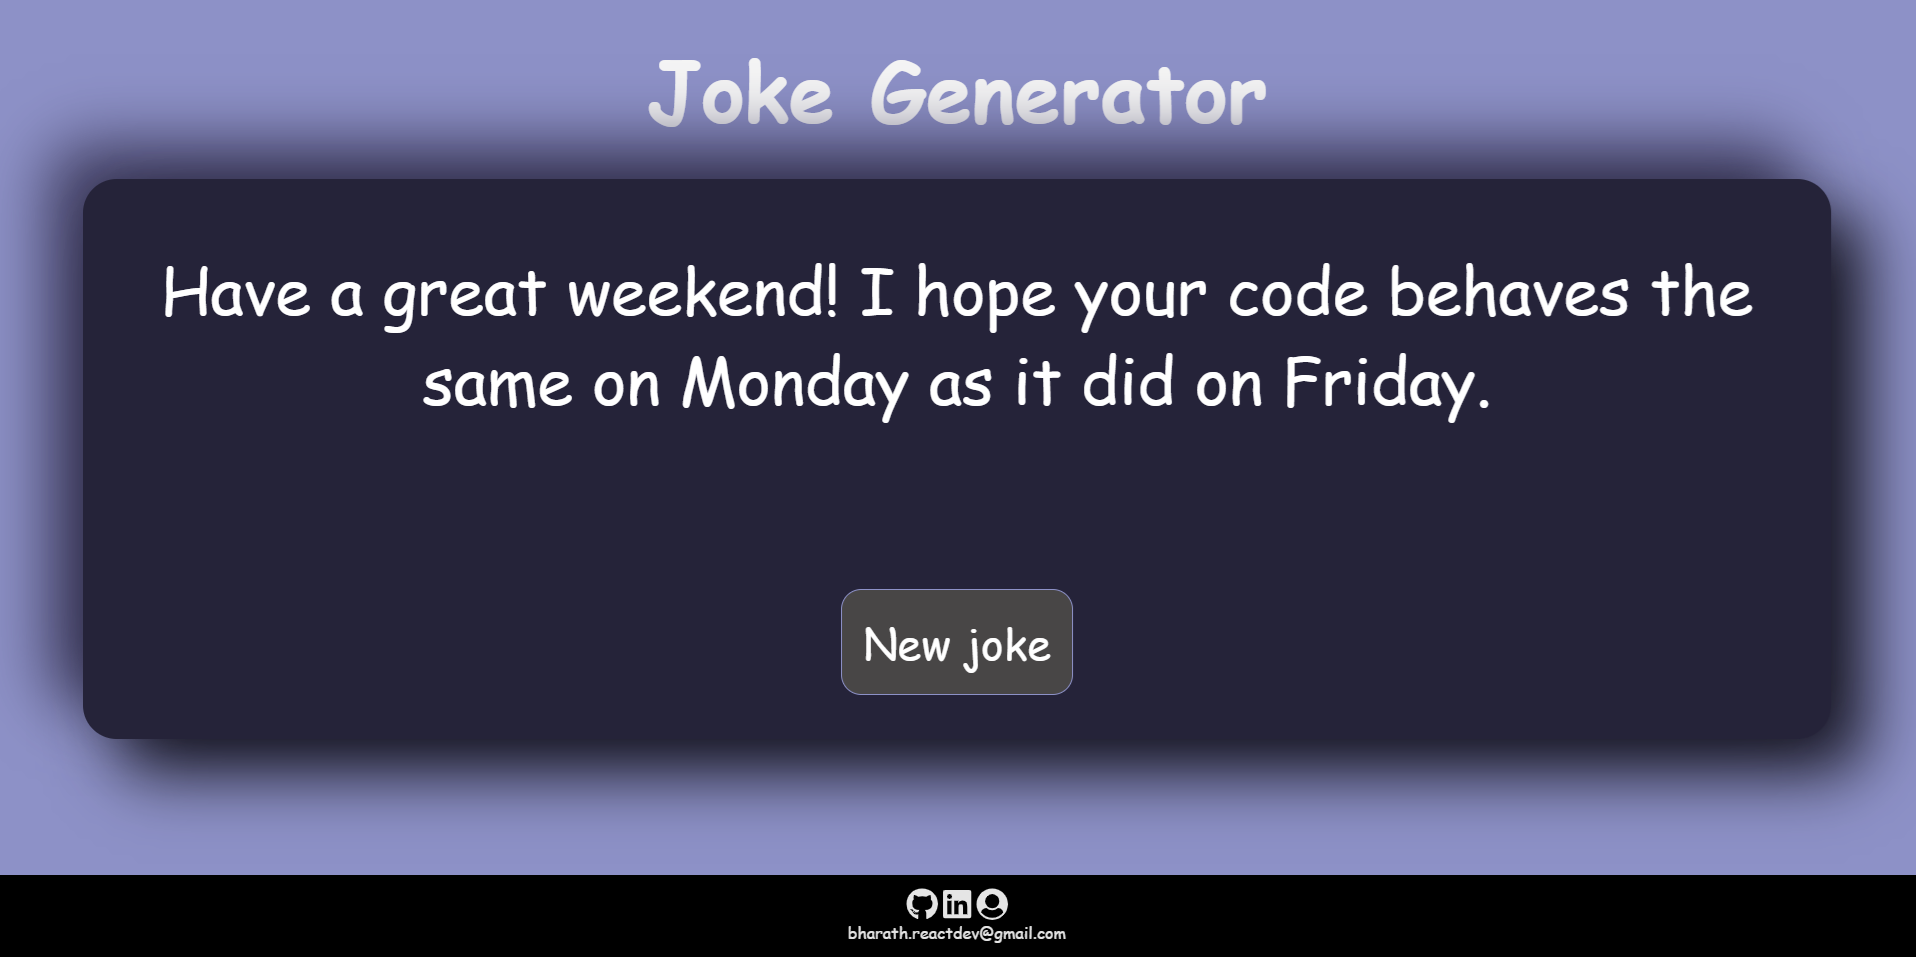 Joke Generator
Have a great weekend! I hope your code behaves the
same on Monday as it did on Friday.
New joke
bharath.reactdev@gmail.com